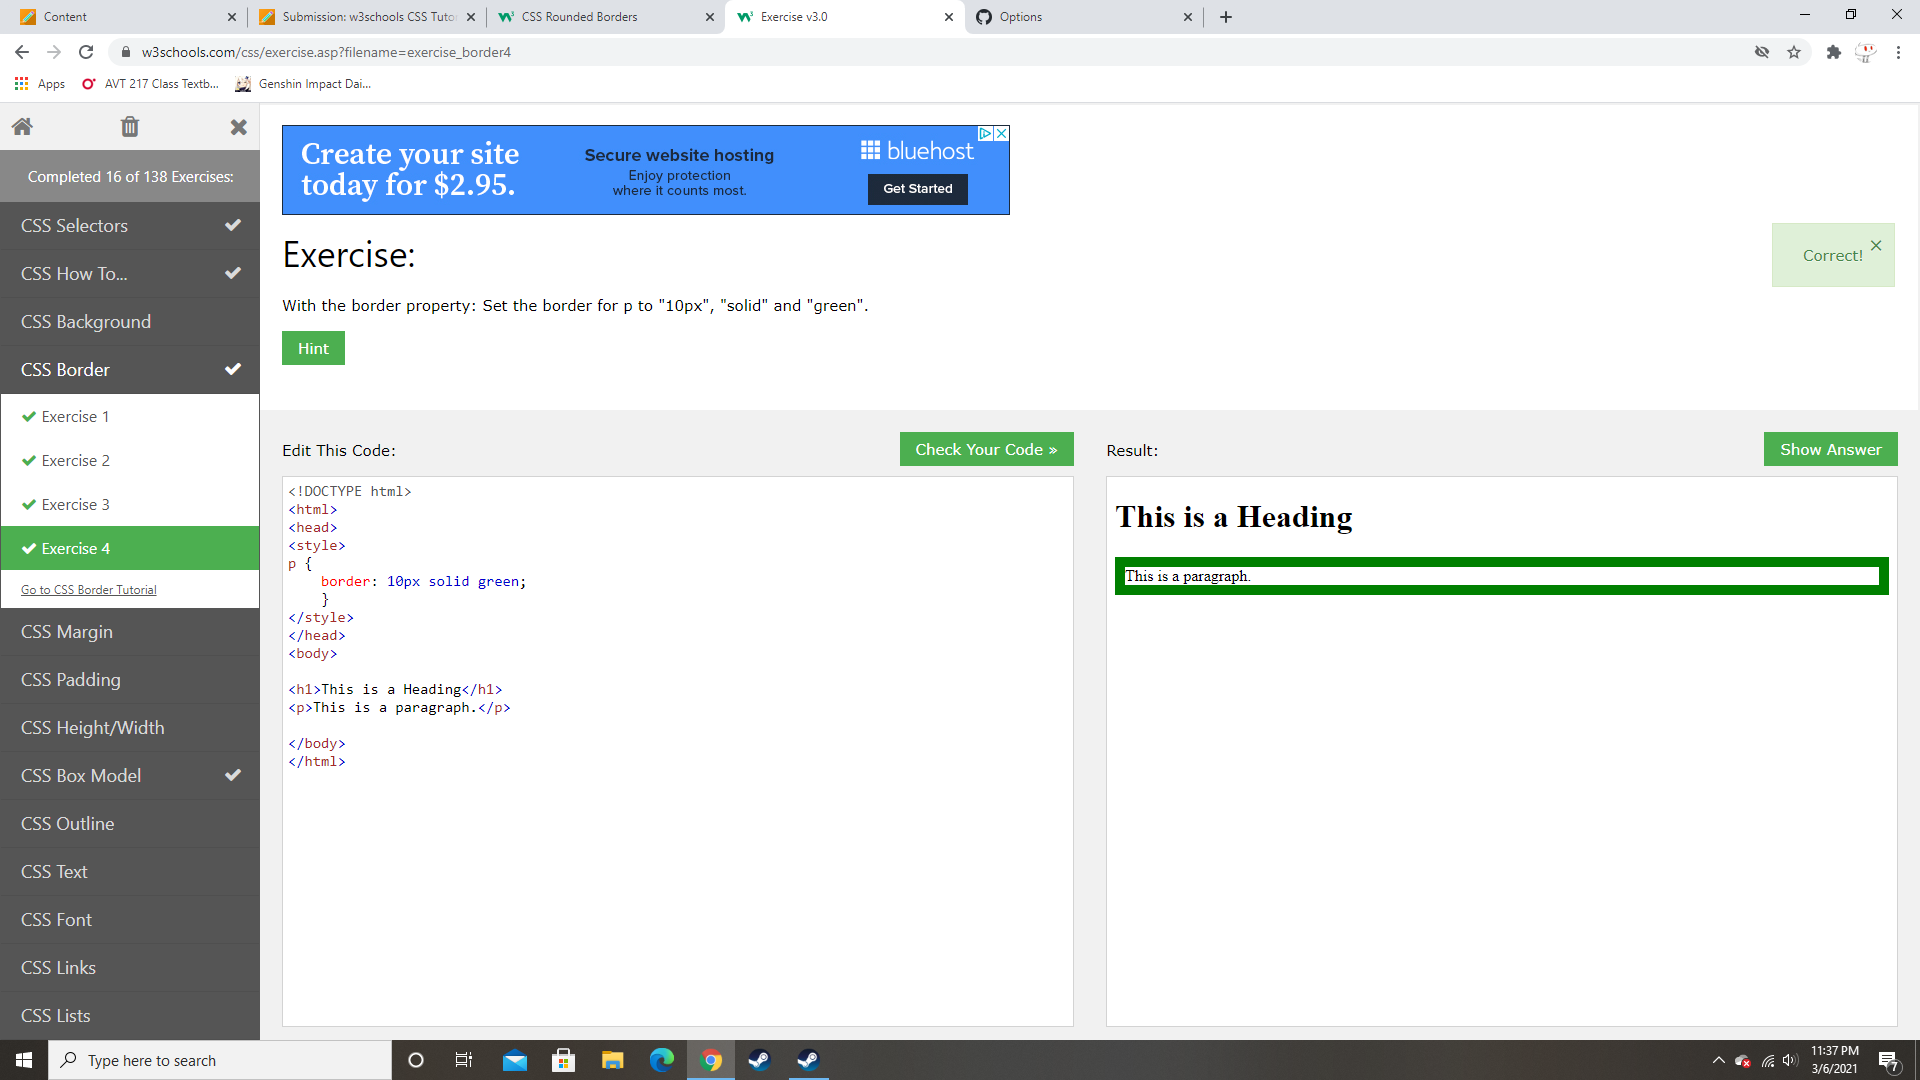 Content
Submission: w3schools CSS Tutor
CSS Rounded Borders
Exercise v3.0
Options
w3schools.com/css/exercise.asp?filename=exercise_border4
Apps
AVT 217 Class Textb...
Genshin Impact Dai...
Completed 16 of 138 Exercises:
CSS Selectors
CSS How To...
CSS Background
CSS Border
Exercise 1
Exercise 2
Exercise 3
Exercise 4
Go to CSS Border Tutorial
CSS Margin
CSS Padding
CSS Height/Width
CSS Box Model
CSS Outline
CSS Text
CSS Font
CSS Links
CSS Lists
Create your site
today for $2.95.
Secure website hosting
Enjoy protection
where it counts most.
bluehost
Get Started
Exercise:
With the border property: Set the border for p to "10px", "solid" and "green".
Hint
Correct!
Edit This Code:
Check Your Code »
<!DOCTYPE html>
<html>
<head>
<style>
p {
border: 10px solid green;
}
</style>
</head>
<body>
<h1>This is a Heading</h1>
<p>This is a paragraph.</p>
</body>
</html>
Result:
Show Answer
This is a Heading
This is a paragraph.
Type here to search
11:37 PM
3/6/2021
7